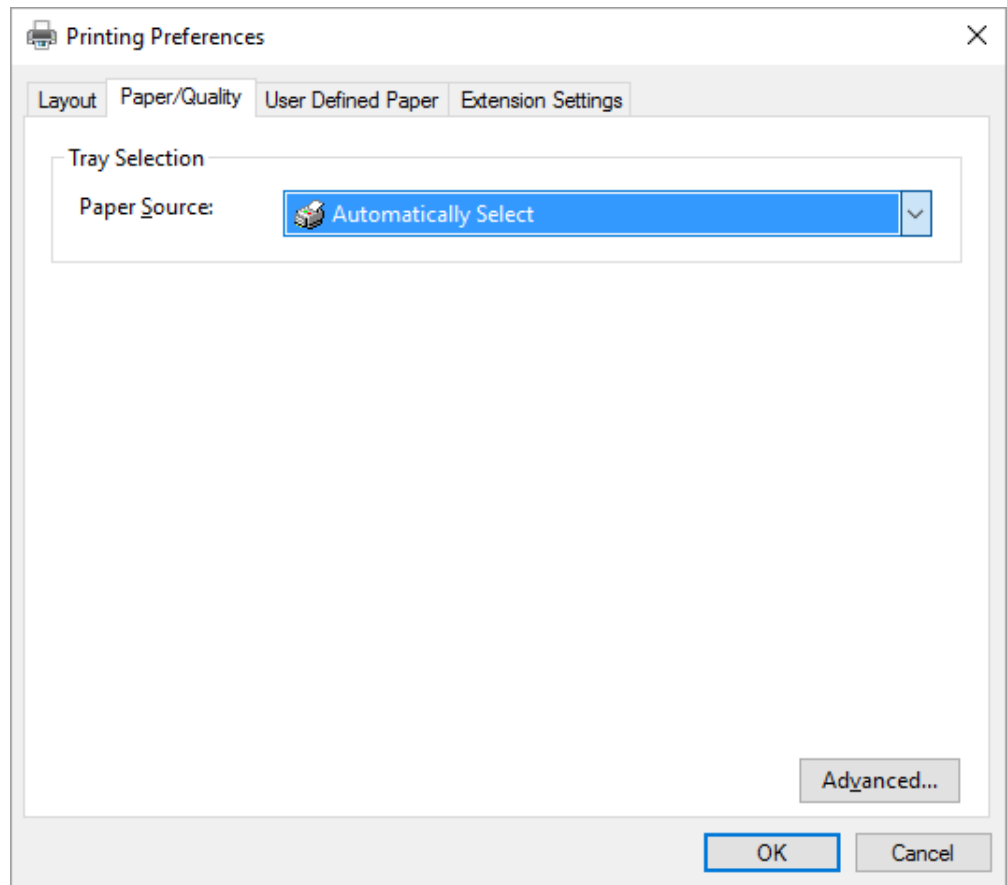 Printing Preferences
Layout Paper/Quality User Defined Paper Extension Settings
Tray Selection
Paper Source: Automatically Select
Advanced...
OK Cancel